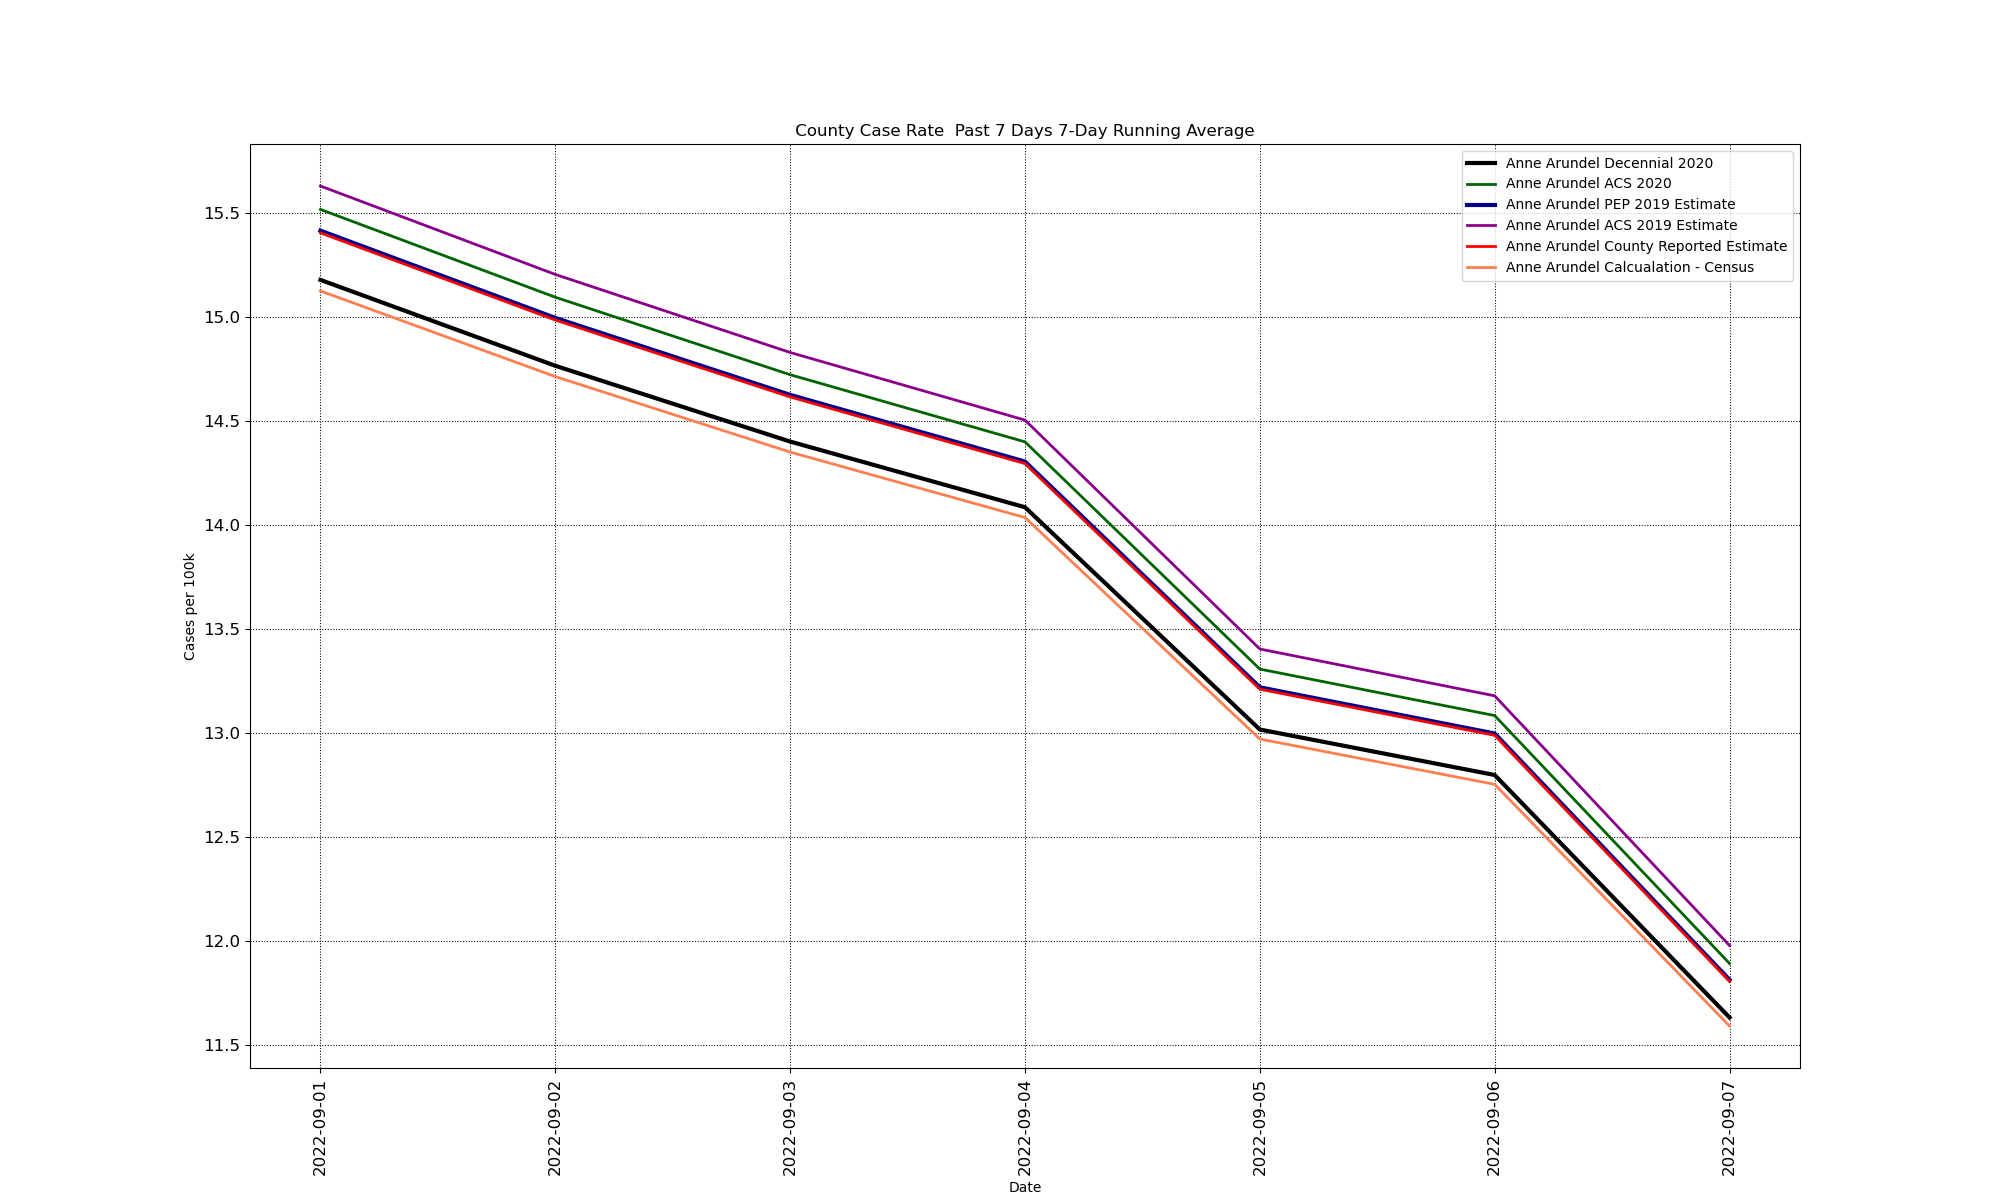 County Case Rate  Past 7 Days 7-Day Running Average
Anne Arundel Decennial 2020
Anne Arundel ACS 2020
Anne Arundel PEP 2019 Estimate
Anne Arundel ACS 2019 Estimate
Anne Arundel County Reported Estimate
Anne Arundel Calcualation - Census
15.5
15.0
14.5
14.0
13.5
13.0
12.5
12.0
11.5
Cases per 100k
2022-09-01
2022-09-02
2022-09-03
2022-09-04
2022-09-05
2022-09-06
2022-09-07
Date